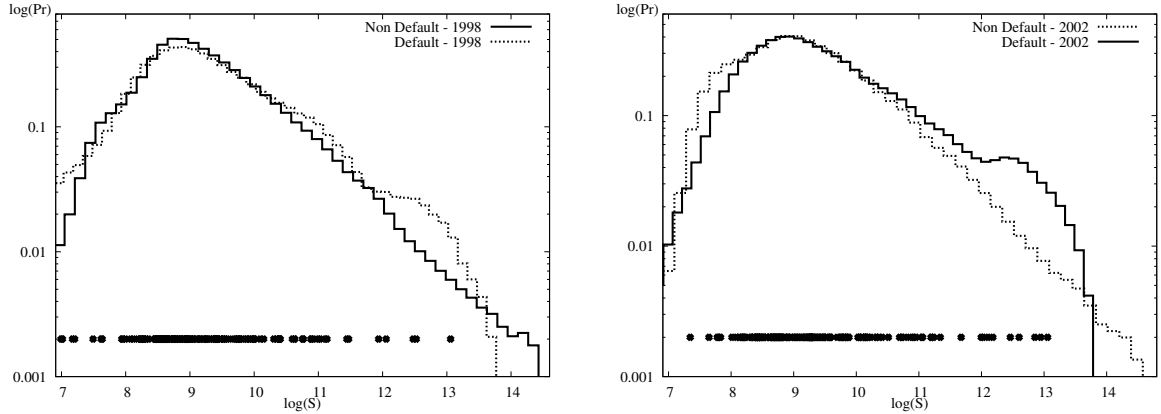 log(Pr)
Non Default - 1998
Default - 1998
0.1
0.01
0.001
7 8 9 10 11 12 13 14
log(S)
log(Pr)
Non Default - 2002
Default - 2002
0.1
0.01
0.001
7 8 9 10 11 12 13 14
log(S)